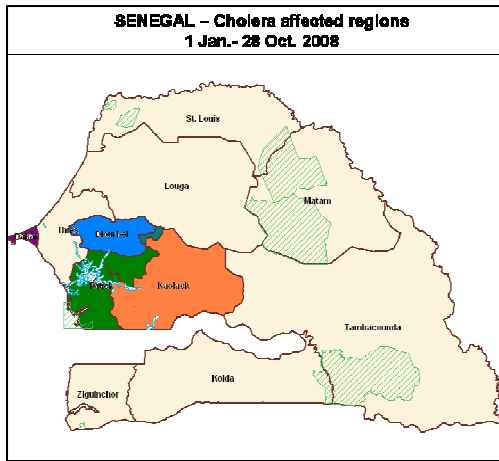 SENEGAL – Cholera affected regions
1 Jan.- 28 Oct. 2008
St. Louis
Louga
Matam
Dakar
Thies
Diourbel
Fatick
Kaolack
Tambacounda
Kolda
Ziguinchor